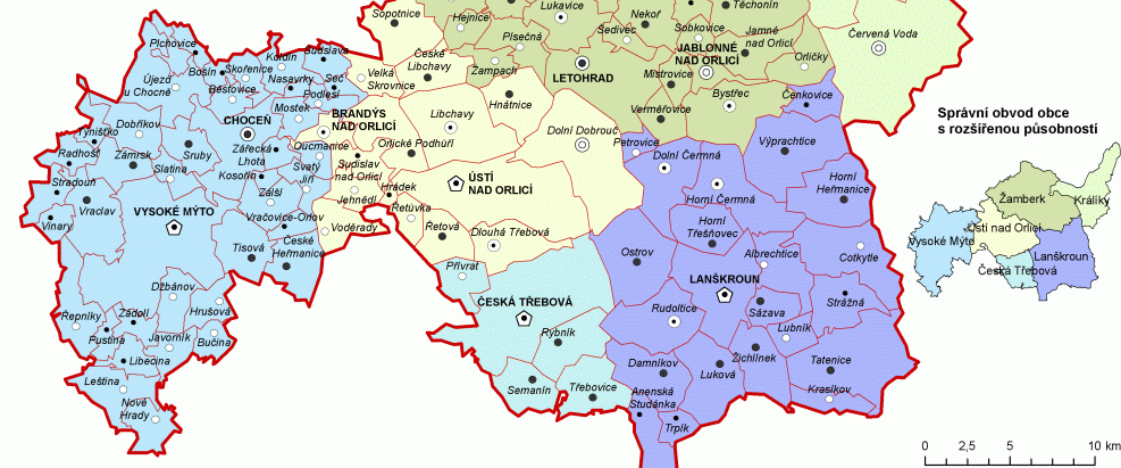 Sopotnice
Hejnice
Lukavice
Nekoř
Těchonín
Písečná
Šedivec
Sobkovice
Jamné
nad Orlicí
JABLONNÉ
NAD ORLICÍ
Orličky
Červená Voda
Plchovice
Bošín
Skořenice
Koldín
Sudislava
Újezd
u Chocně
Běstovice
Nasavrky
Seč
Podlesí
Velká
Skrovnice
České
Libchavy
Žampach
LETOHRAD
Mistrovice
Hnátnice
Verměřovice
Bystřec
Čenkovice
Mostek
BRANDÝS
NAD ORLICÍ
Libchavy
Dolní Dobrouč
Petrovice
Výprachtice
Týnišťko
Dobříkov
CHOCEŇ
Radhošť
Zámrsk
Sruby
Slatina
Zářecká
Lhota
Oucmanice
Orlické Podhůří
Kosořín
Svatý
Jiří
Sudislav
nad Orlicí
Hrádek
ÚSTÍ
NAD ORLICÍ
Dolní Čermná
Horní Čermná
Horní
Heřmanice
Stradouň
Vraclav
Vinary
VYSOKÉ MÝTO
Zálší
Vračovice-Orlov
Jehnědí
Voděrady
Řetůvka
Řetová
Dlouhá Třebová
Horní
Třešňovec
Tisová
České
Heřmanice
Přívrat
Ostrov
Albrechtice
Cotkytle
LANŠKROUN
Džbánov
Hrušová
ČESKÁ TŘEBOVÁ
Rudoltice
Sázava
Strážná
Řepníky
Zádolí
Pustina
Javorník
Bučina
Rybník
Lubník
Libecina
Damníkov
Luková
Žichlínek
Tatenice
Leština
Semanín
Třebovice
Anenská
Studánka
Krasíkov
Nové
Hrady
Trpík
Správní obvod obce
s rozšířenou působností
Žamberk
Králíky
Vysoké Mýto
Ústí nad Orlicí
Lanškroun
Česká Třebová
0 2,5 5 10 km